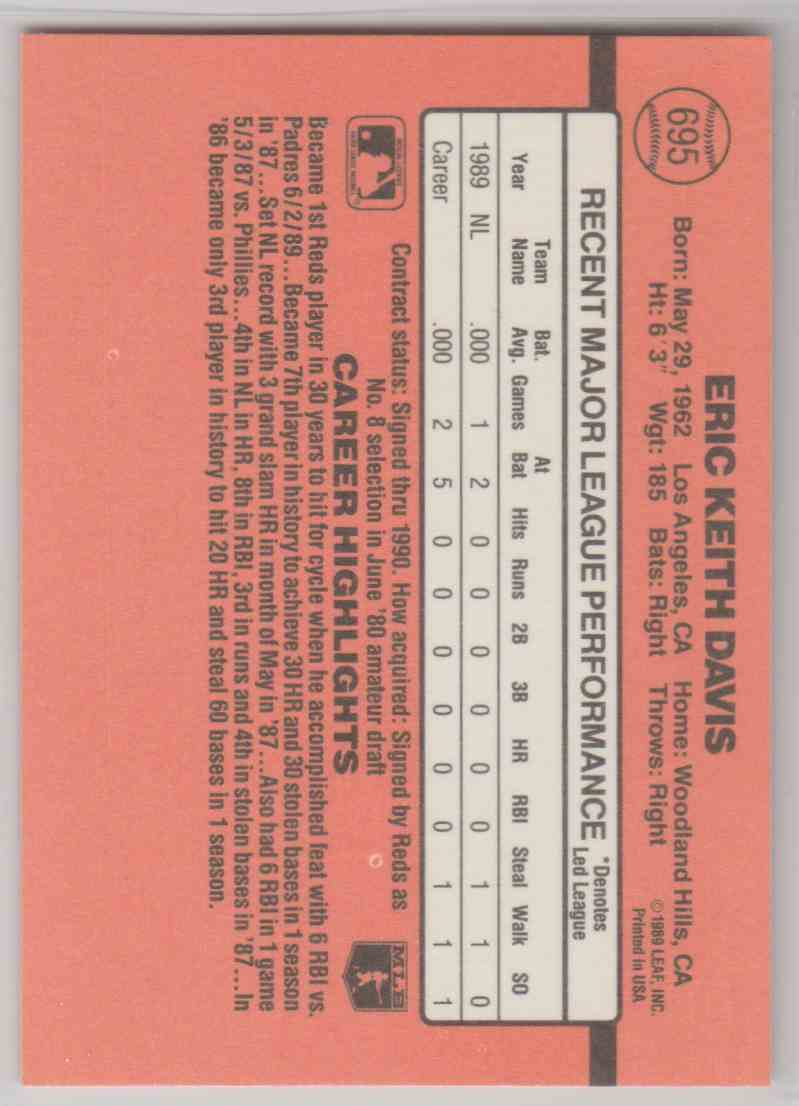 695
ERIC KEITH DAVIS
Born: May 29, 1962 Los Angeles, CA Home: Woodland Hills, CA
Ht: 6'3" Wgt: 185 Bats: Right Throws: Right
© 1989 LEAF, INC.
Printed in USA
RECENT MAJOR LEAGUE PERFORMANCE
*Denotes
Led League
Team Bat. At
Year Name Avg. Games Bat Hits Runs 2B 3B HR RBI Steal Walk SO
1989 NL .000 1 2 0 0 0 0 0 0 1 1 0
Career .000 2 5 0 0 0 0 0 0 1 1 1
Contract status: Signed thru 1990. How acquired: Signed by Reds as
No. 8 selection in June '80 amateur draft
CAREER HIGHLIGHTS
Became 1st Reds player in 30 years to hit for cycle when he accomplished feat with 6 RBI vs.
Padres 6/2/89...Became 7th player in history to achieve 30 HR and 30 stolen bases in 1 season
in '87...Set NL record with 3 grand slam HR in month of May in '87...Also had 6 RBI in 1 game
5/3/87 vs. Phillies...4th in NL in HR, 8th in RBI, 3rd in runs and 4th in stolen bases in '87...In
'86 became only 3rd player in history to hit 20 HR and steal 60 bases in 1 season.